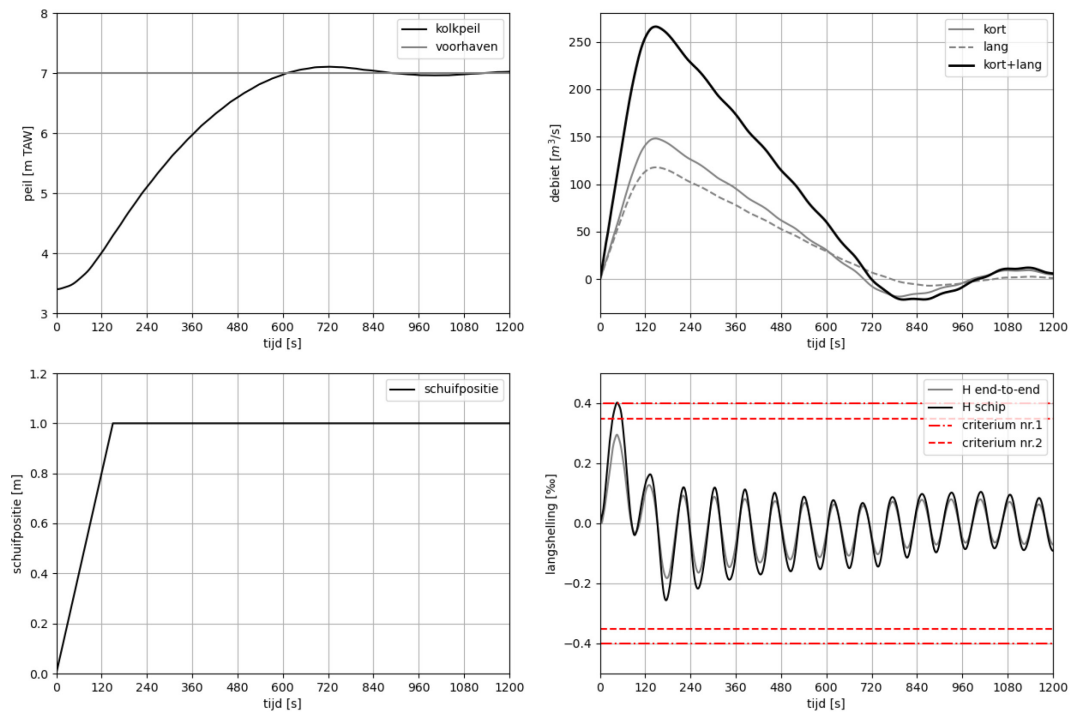 8
7
6
5
4
3
peil [m TAW]
kolkpeil
voorhaven
0 120 240 360 480 600 720 840 960 1080 1200
tijd [s]
250
200
150
100
50
0
debiet [m³/s]
kort
lang
kort+lang
0 120 240 360 480 600 720 840 960 1080 1200
tijd [s]
1.2
1.0
0.8
0.6
0.4
0.2
0.0
schuifpositie [m]
schuifpositie
0 120 240 360 480 600 720 840 960 1080 1200
tijd [s]
0.4
0.2
0.0
−0.2
−0.4
langshelling [‰]
H end-to-end
H schip
criterium nr.1
criterium nr.2
0 120 240 360 480 600 720 840 960 1080 1200
tijd [s]